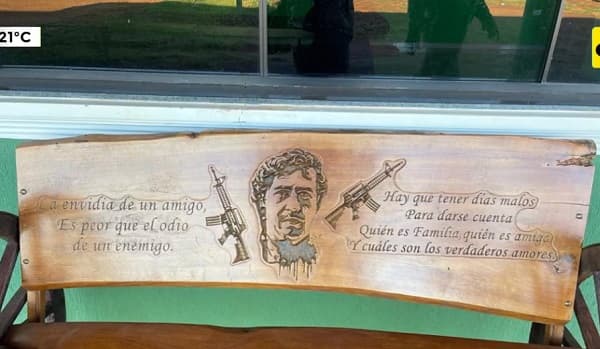 21°C
La envidia de un amigo,
Es peor que el odio
de un enemigo.
Hay que tener dias malos
Para darse cuenta
Quién es Familia, quién es amigo
Y cuáles son los verdaderos amores.